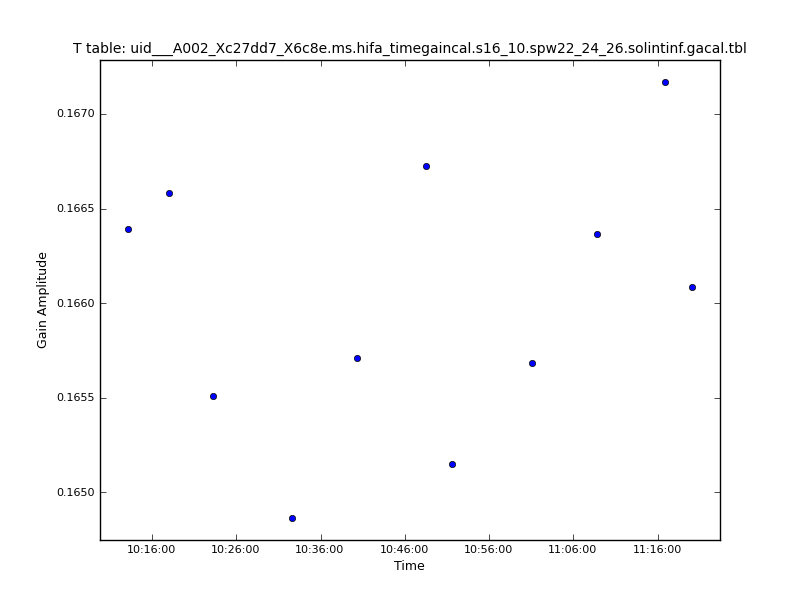 T table: uid___A002_Xc27dd7_X6c8e.ms.hifa_timegaincal.s16_10.spw22_24_26.solintinf.gacal.tbl
0.1670
0.1665
0.1660
0.1655
0.1650
Gain Amplitude
10:16:00 10:26:00 10:36:00 10:46:00 10:56:00 11:06:00 11:16:00
Time